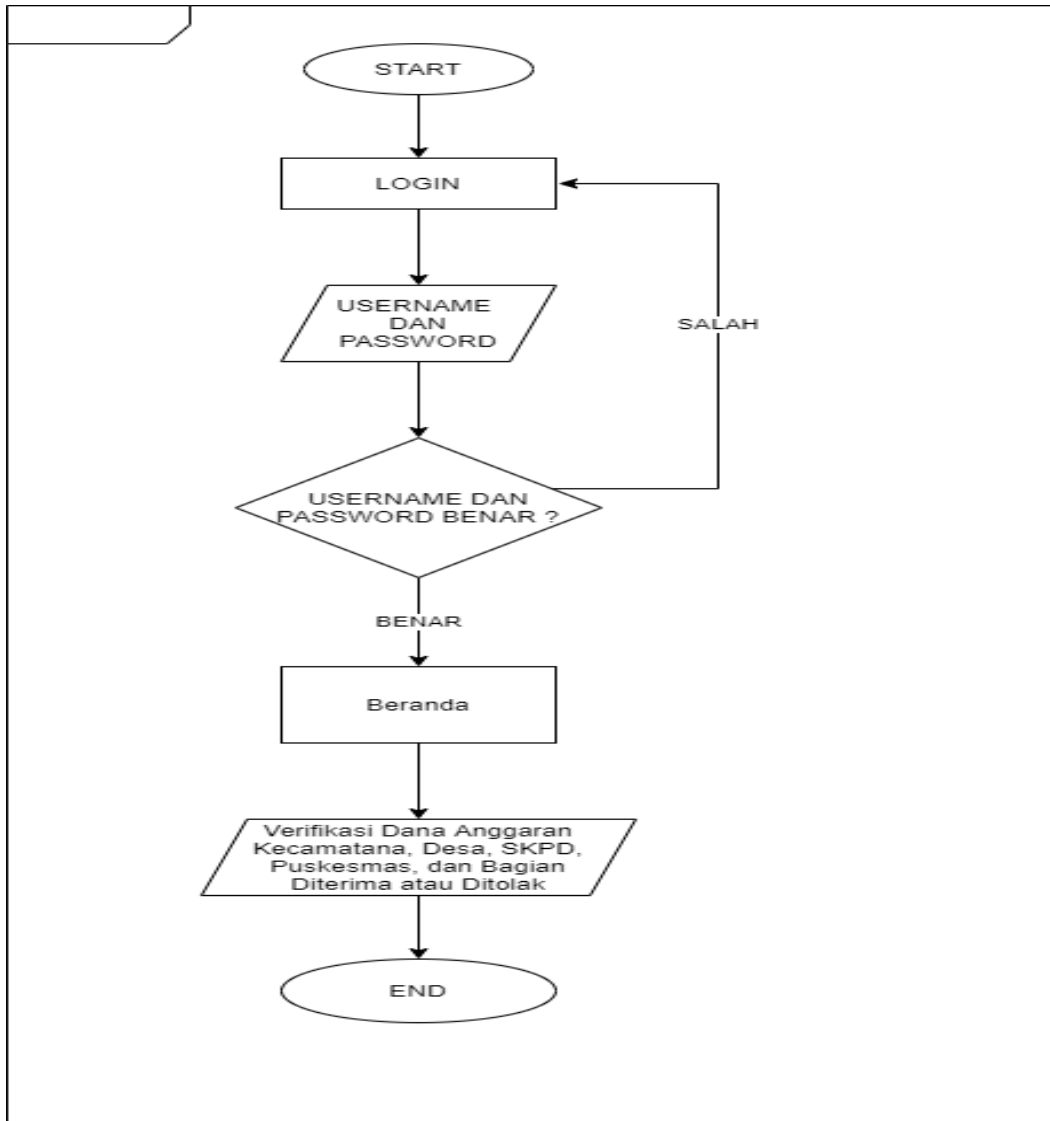 START
LOGIN
USERNAME
DAN
PASSWORD
SALAH
USERNAME DAN
PASSWORD BENAR ?
BENAR
Beranda
Verifikasi Dana Anggaran
Kecamatana, Desa, SKPD,
Puskesmas, dan Bagian
Diterima atau Ditolak
END